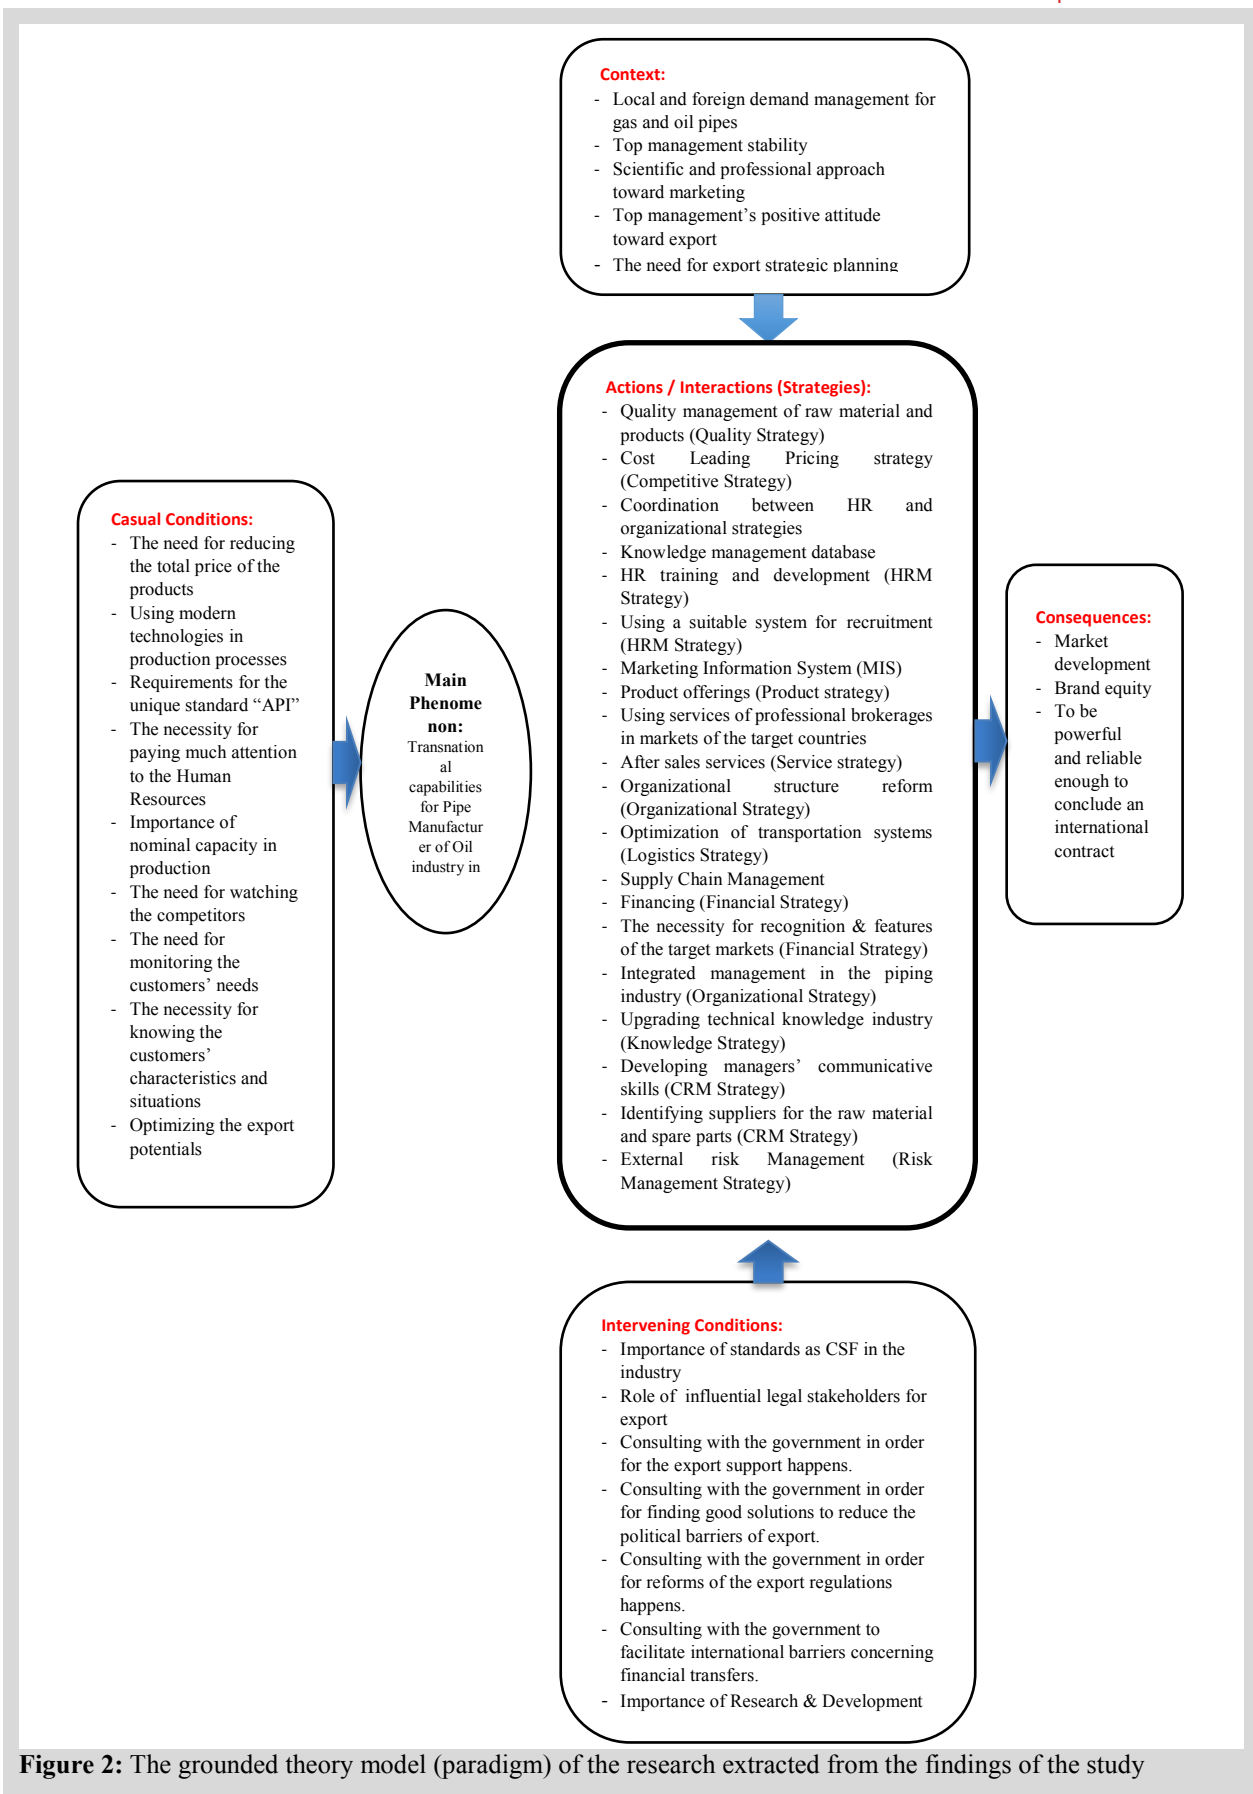 Context:
- Local and foreign demand management for
gas and oil pipes
- Top management stability
- Scientific and professional approach
toward marketing
- Top management’s positive attitude
toward export
- The need for export strategic planning
Actions / Interactions (Strategies):
- Quality management of raw material and
products (Quality Strategy)
- Cost Leading Pricing strategy
(Competitive Strategy)
- Coordination between HR and
organizational strategies
- Knowledge management database
- HR training and development (HRM
Strategy)
- Using a suitable system for recruitment
(HRM Strategy)
- Marketing Information System (MIS)
- Product offerings (Product strategy)
- Using services of professional brokerages
in markets of the target countries
- After sales services (Service strategy)
- Organizational structure reform
(Organizational Strategy)
- Optimization of transportation systems
(Logistics Strategy)
- Supply Chain Management
- Financing (Financial Strategy)
- The necessity for recognition & features
of the target markets (Financial Strategy)
- Integrated management in the piping
industry (Organizational Strategy)
- Upgrading technical knowledge industry
(Knowledge Strategy)
- Developing managers’ communicative
skills (CRM Strategy)
- Identifying suppliers for the raw material
and spare parts (CRM Strategy)
- External risk Management (Risk
Management Strategy)
Casual Conditions:
- The need for reducing
the total price of the
products
- Using modern
technologies in
production processes
- Requirements for the
unique standard “API”
- The necessity for
paying much attention
to the Human
Resources
- Importance of
nominal capacity in
production
- The need for watching
the competitors
- The need for
monitoring the
customers’ needs
- The necessity for
knowing the
customers’
characteristics and
situations
- Optimizing the export
potentials
Main
Phenome
non:
Transnation
al
capabilities
for Pipe
Manufactur
er of Oil
industry in
Consequences:
- Market
development
- Brand equity
- To be
powerful
and reliable
enough to
conclude an
international
contract
Intervening Conditions:
- Importance of standards as CSF in the
industry
- Role of influential legal stakeholders for
export
- Consulting with the government in order
for the export support happens.
- Consulting with the government in order
for finding good solutions to reduce the
political barriers of export.
- Consulting with the government in order
for reforms of the export regulations
happens.
- Consulting with the government to
facilitate international barriers concerning
financial transfers.
- Importance of Research & Development
Figure 2: The grounded theory model (paradigm) of the research extracted from the findings of the study